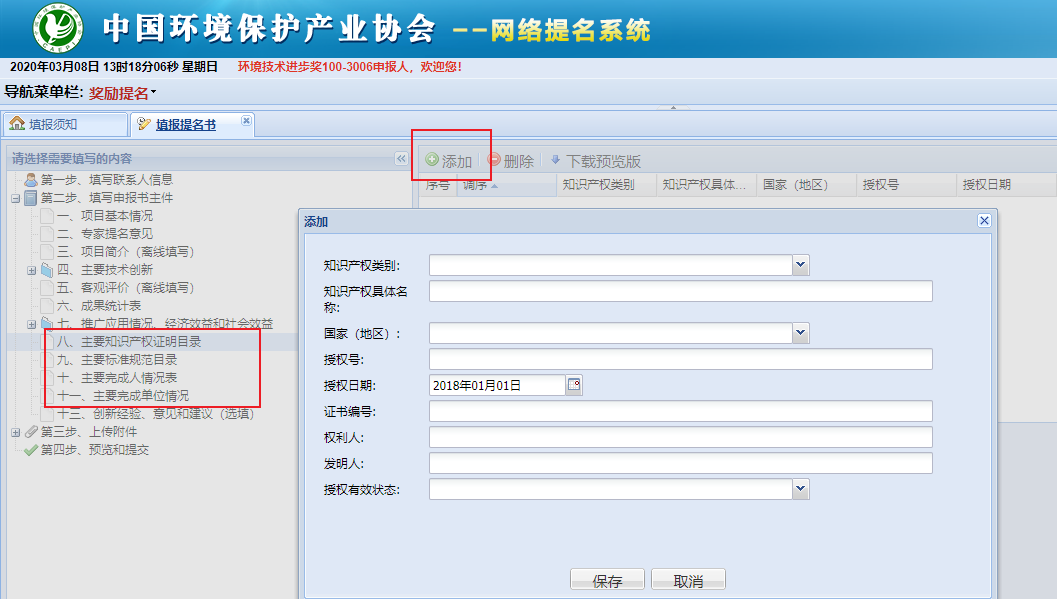 中国环境保护产业协会 --网络提名系统
CAEPI
2020年03月08日 13时18分06秒 星期日 环境技术进步奖100-3006申报人，欢迎您!
导航菜单栏: 奖励提名
填报须知 填报提名书
请选择需要填写的内容
添加 删除 下载预览版
序号 调序 知识产权类别 知识产权具体... 国家（地区） 授权号 授权日期
第一步、填写联系人信息
第二步、填写申报书主件
一、项目基本情况
二、专家提名意见
三、项目简介（离线填写）
四、主要技术创新
五、客观评价（离线填写）
六、成果统计表
七、推广应用情况、经济效益和社会效益
八、主要知识产权证明目录
九、主要标准规范目录
十、主要完成人情况表
十一、主要完成单位情况
十三、创新经验、意见和建议（选填）
第三步、上传附件
第四步、预览和提交
添加
知识产权类别:
知识产权具体名
称:
国家（地区）:
授权号:
授权日期: 2018年01月01日
证书编号:
权利人:
发明人:
授权有效状态:
保存 取消